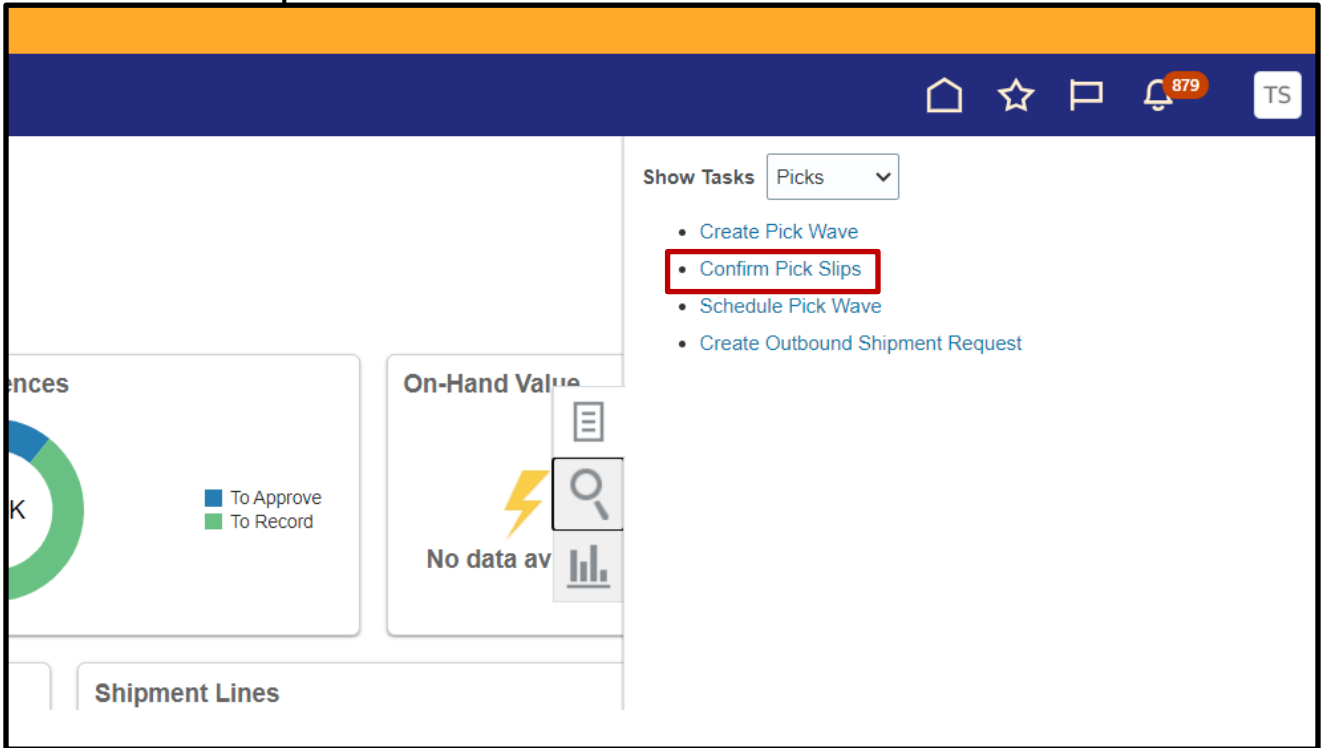 879
TS
Show Tasks Picks
Create Pick Wave
Confirm Pick Slips
Schedule Pick Wave
Create Outbound Shipment Request
ences
K
To Approve
To Record
On-Hand Value
No data av
Shipment Lines